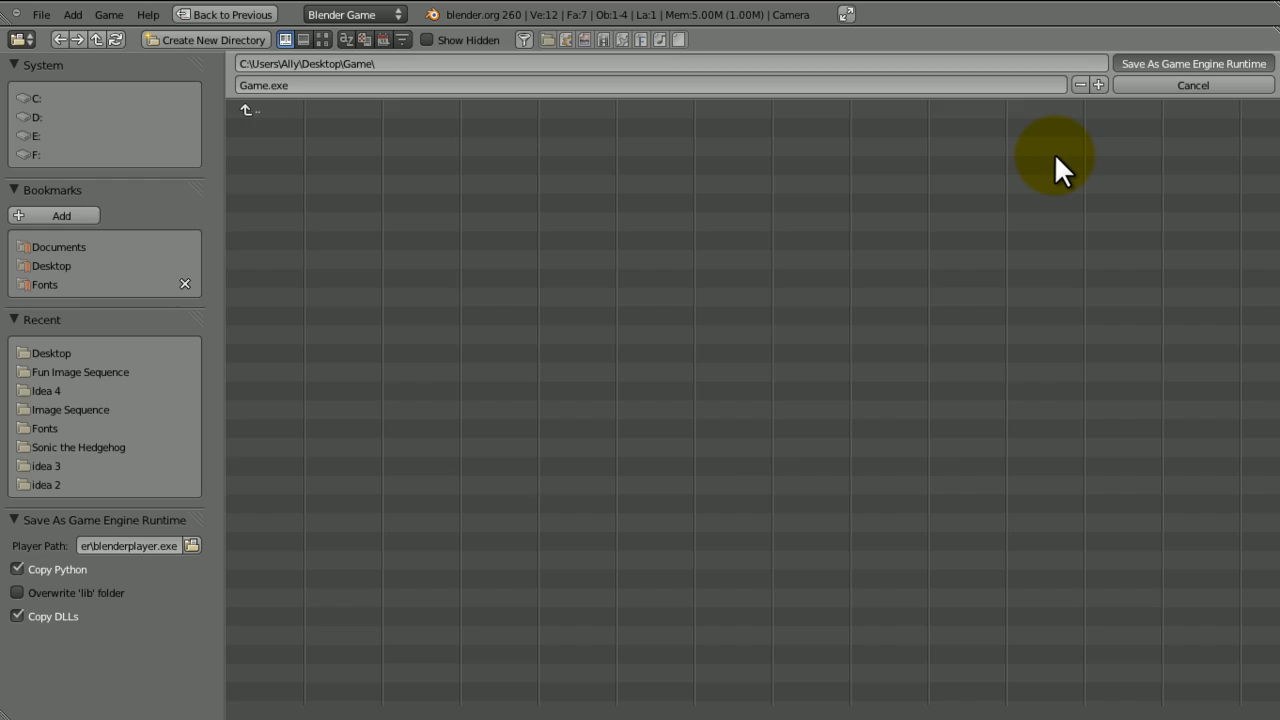 File Add Game Help Back to Previous Blender Game blender.org 260 | Ve:12 | Fa:7 | Ob:1-4 | La:1 | Mem:5.00M (1.00M) | Camera
Create New Directory Show Hidden
System
C:
D:
E:
F:
Bookmarks
Add
Documents
Desktop
Fonts
Recent
Desktop
Fun Image Sequence
Idea 4
Image Sequence
Fonts
Sonic the Hedgehog
idea 3
idea 2
Save As Game Engine Runtime
Player Path: er\blenderplayer.exe
Copy Python
Overwrite 'lib' folder
Copy DLLs
C:\Users\Ally\Desktop\Game\ Save As Game Engine Runtime
Game.exe Cancel
..